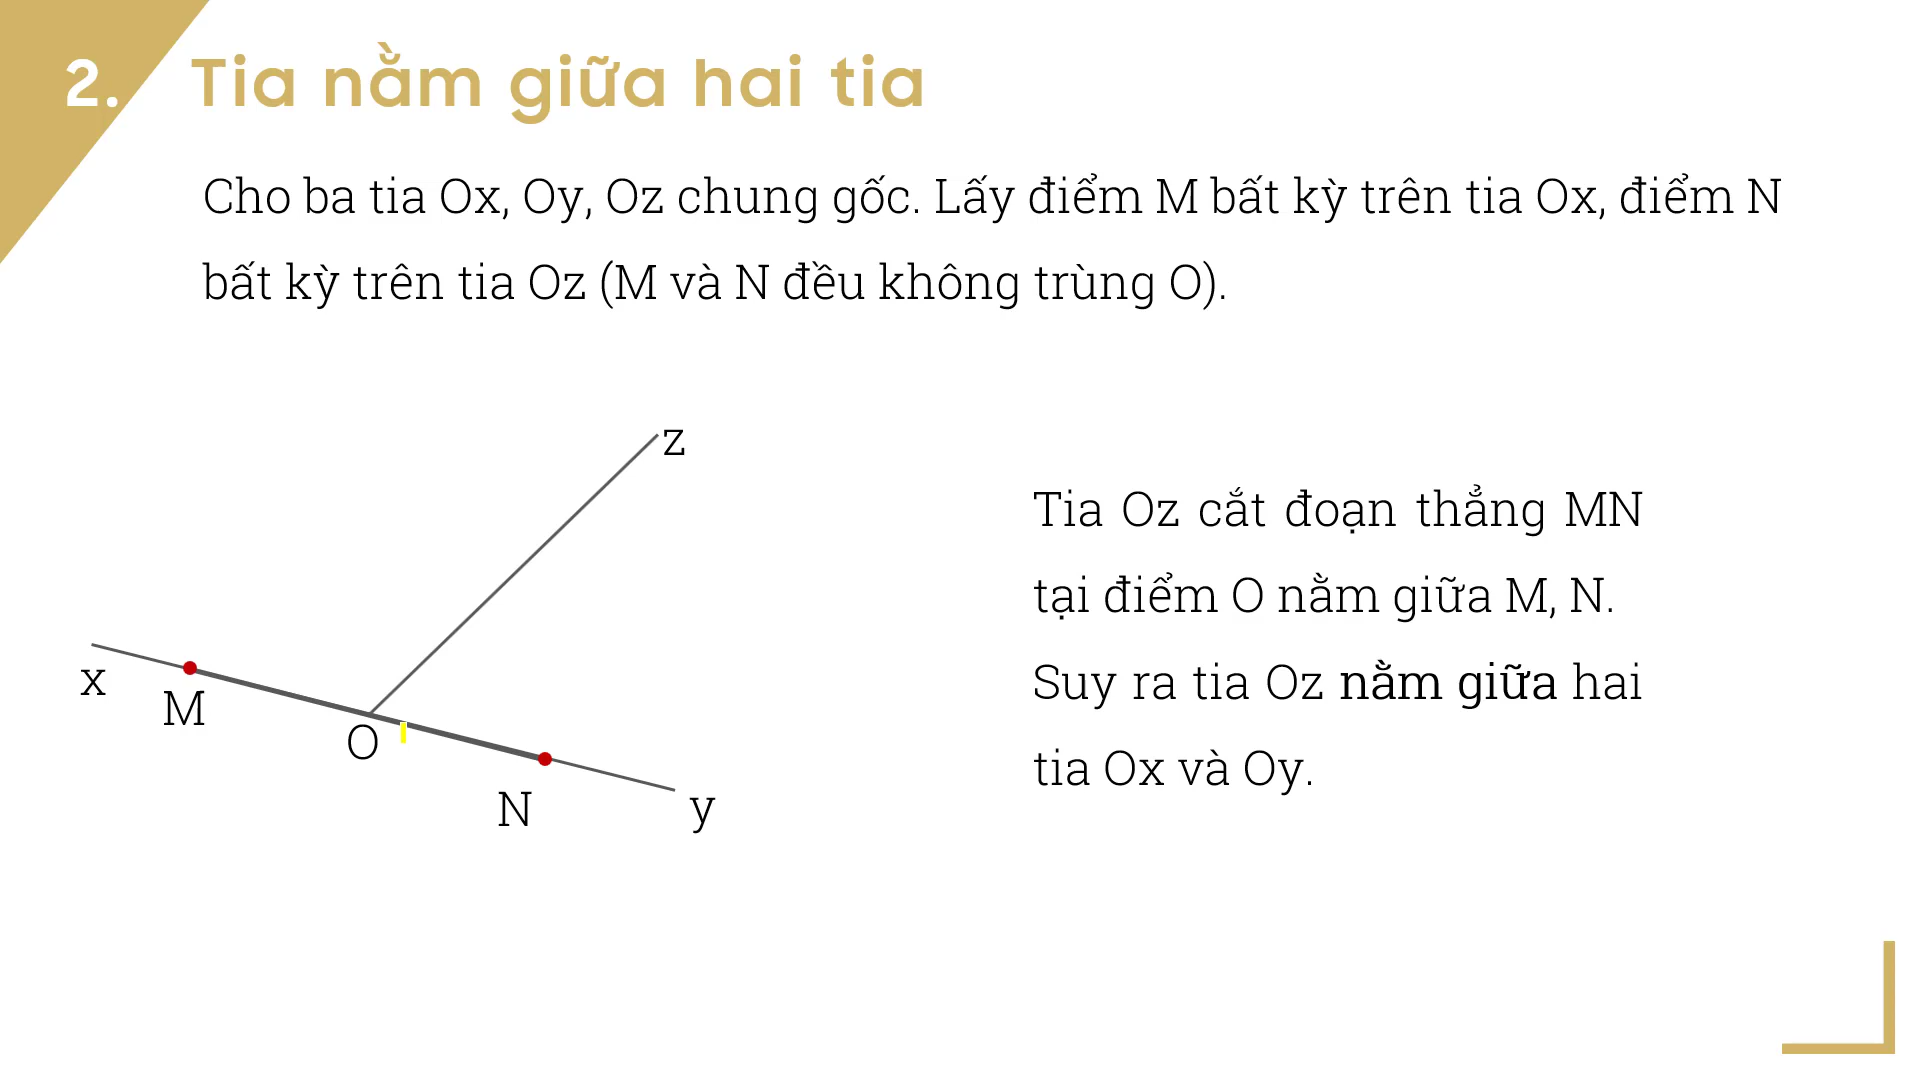 2. Tia nằm giữa hai tia
Cho ba tia Ox, Oy, Oz chung gốc. Lấy điểm M bất kỳ trên tia Ox, điểm N
bất kỳ trên tia Oz (M và N đều không trùng O).
z
x
M
O
N
y
Tia Oz cắt đoạn thẳng MN
tại điểm O nằm giữa M, N.
Suy ra tia Oz nằm giữa hai
tia Ox và Oy.